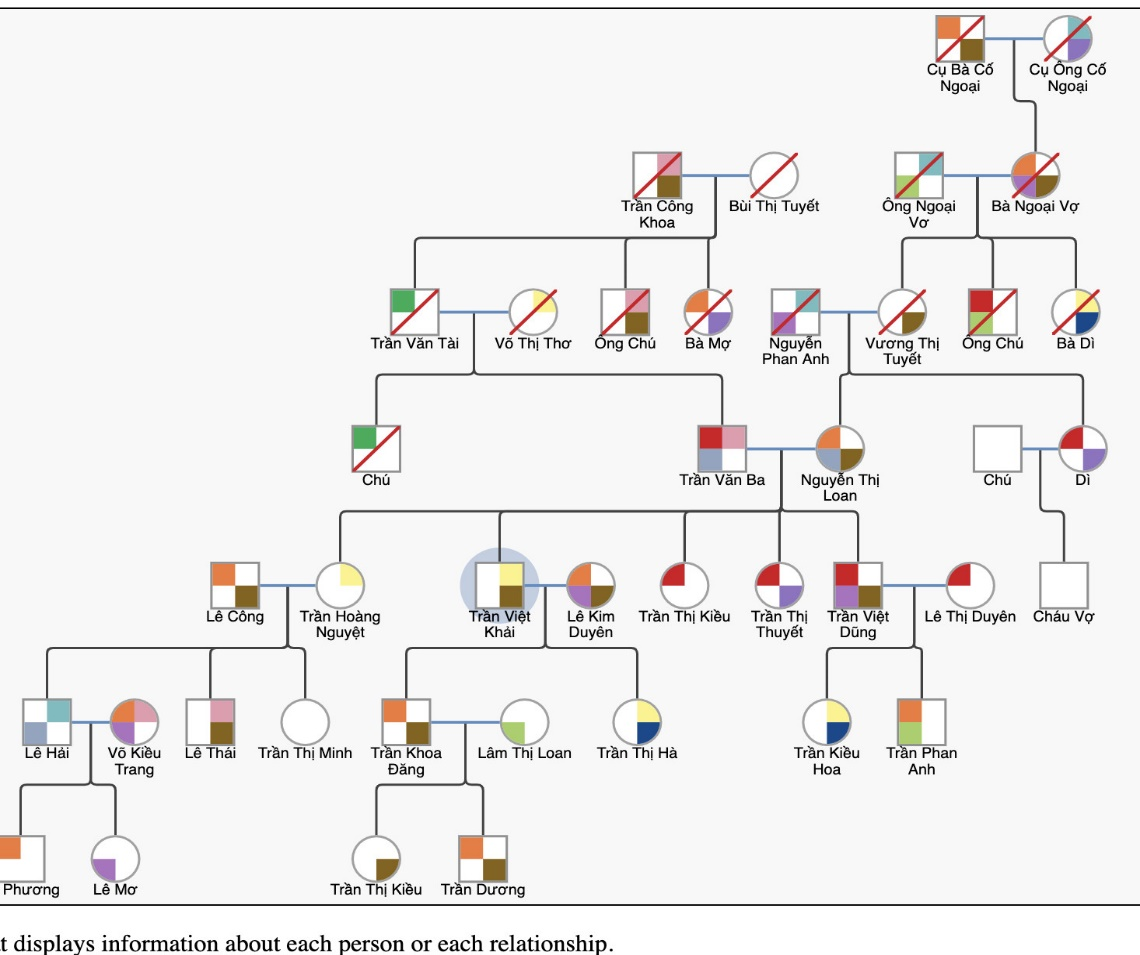 Cụ Bà Cố
Ngoại
Cụ Ông Cố
Ngoại
Trần Công
Khoa
Bùi Thị Tuyết
Ông Ngoại
Vơ
Bà Ngoại Vợ
Trần Văn Tài
Võ Thị Thơ
Ông Chú
Bà Mợ
Nguyễn
Phan Anh
Vương Thị
Tuyết
Ông Chú
Bà Dì
Chú
Trần Văn Ba
Nguyễn Thị
Loan
Chú
Dì
Lê Công
Trần Hoàng
Nguyệt
Trần Việt
Khải
Lê Kim
Duyên
Trần Thị Kiều
Trần Thị
Thuyết
Trần Việt
Dũng
Lê Thị Duyên
Cháu Vợ
Lê Hải
Võ Kiều
Trang
Lê Thái
Trần Thị Minh
Trần Khoa
Đăng
Lâm Thị Loan
Trần Thị Hà
Trần Kiều
Hoa
Trần Phan
Anh
Phương
Lê Mơ
Trần Thị Kiều
Trần Dương
t displays information about each person or each relationship.